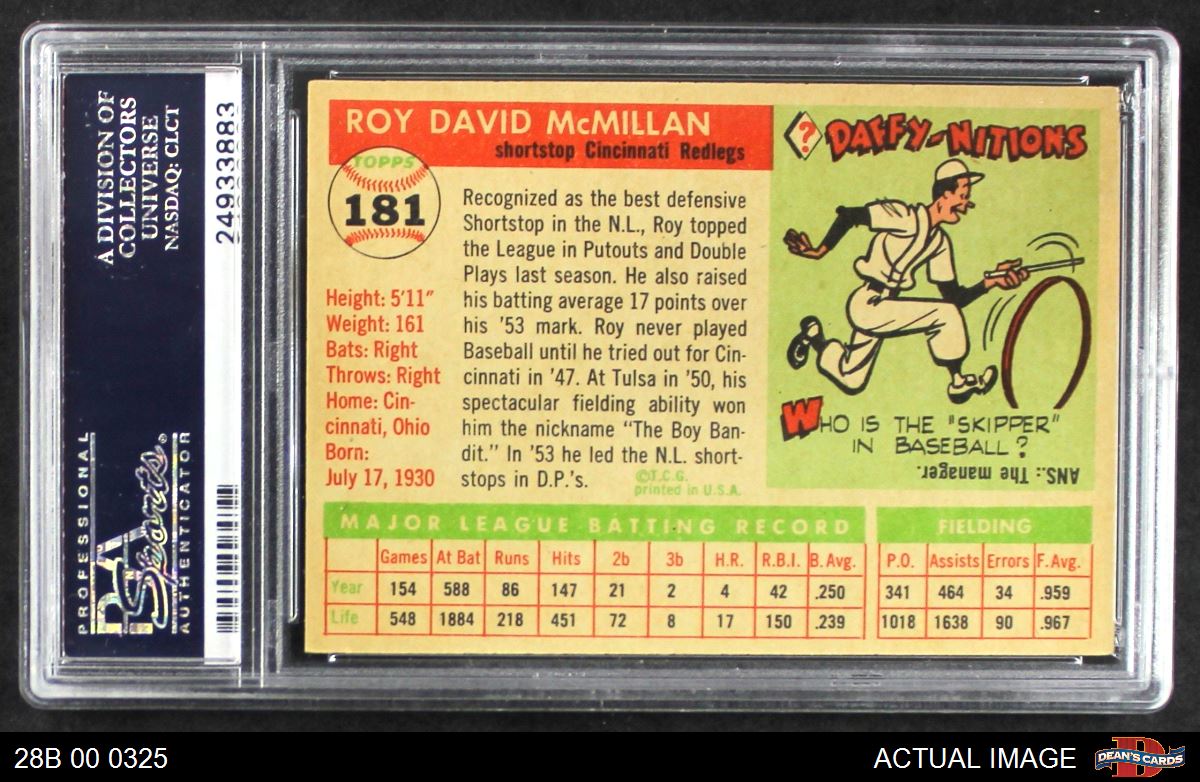 A DIVISION OF
COLLECTORS
UNIVERSE
NASDAQ: CLCT
24933883
PROFESSIONAL
PSA
Sports®
AUTHENTICATOR
ROY DAVID McMILLAN
shortstop Cincinnati Redlegs
TOPPS
181
Height: 5'11"
Weight: 161
Bats: Right
Throws: Right
Home: Cin-
cinnati, Ohio
Born:
July 17, 1930
Recognized as the best defensive
Shortstop in the N.L., Roy topped
the League in Putouts and Double
Plays last season. He also raised
his batting average 17 points over
his '53 mark. Roy never played
Baseball until he tried out for Cin-
cinnati in '47. At Tulsa in '50, his
spectacular fielding ability won
him the nickname "The Boy Ban-
dit." In '53 he led the N.L. short-
stops in D.P.'s.
©T.C.G.
printed in U.S.A.
? DAFFY-NITIONS
WHO IS THE "SKIPPER"
IN BASEBALL?
ANS.: The manager.
MAJOR LEAGUE BATTING RECORD
Games At Bat Runs Hits 2b 3b H.R. R.B.I. B. Avg.
Year 154 588 86 147 21 2 4 42 .250
Life 548 1884 218 451 72 8 17 150 .239
FIELDING
P.O. Assists Errors F. Avg.
341 464 34 .959
1018 1638 90 .967
28B 00 0325
ACTUAL IMAGE
D
DEAN'S CARDS